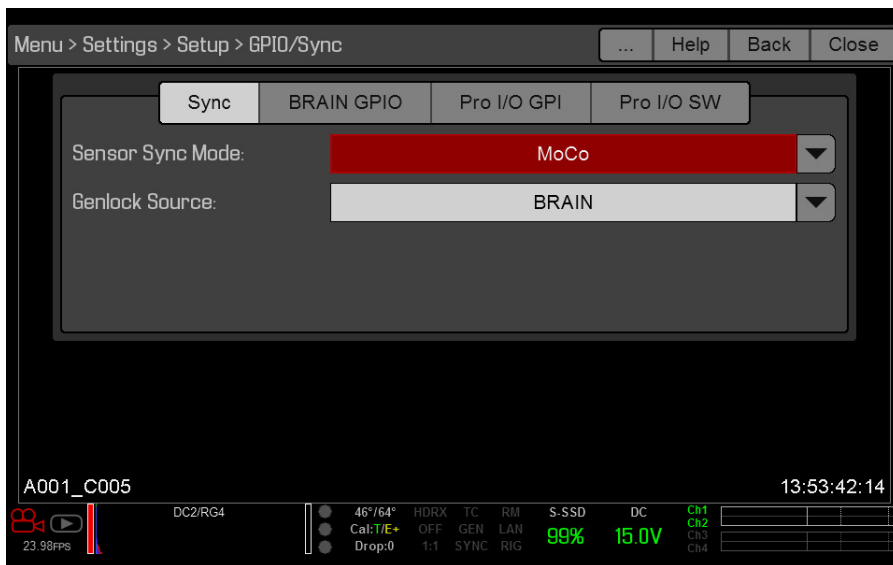 Menu > Settings > Setup > GPIO/Sync ... Help Back Close
Sync BRAIN GPIO Pro I/O GPI Pro I/O SW
Sensor Sync Mode: MoCo
Genlock Source: BRAIN
A001_C005 13:53:42:14
DC2/RG4 46°/64° HDRX TC RM S-SSD DC Ch1
Cal:T/E+ OFF GEN LAN 99% 15.0V Ch2
23.98FPS Drop:0 1:1 SYNC RIG Ch3
Ch4